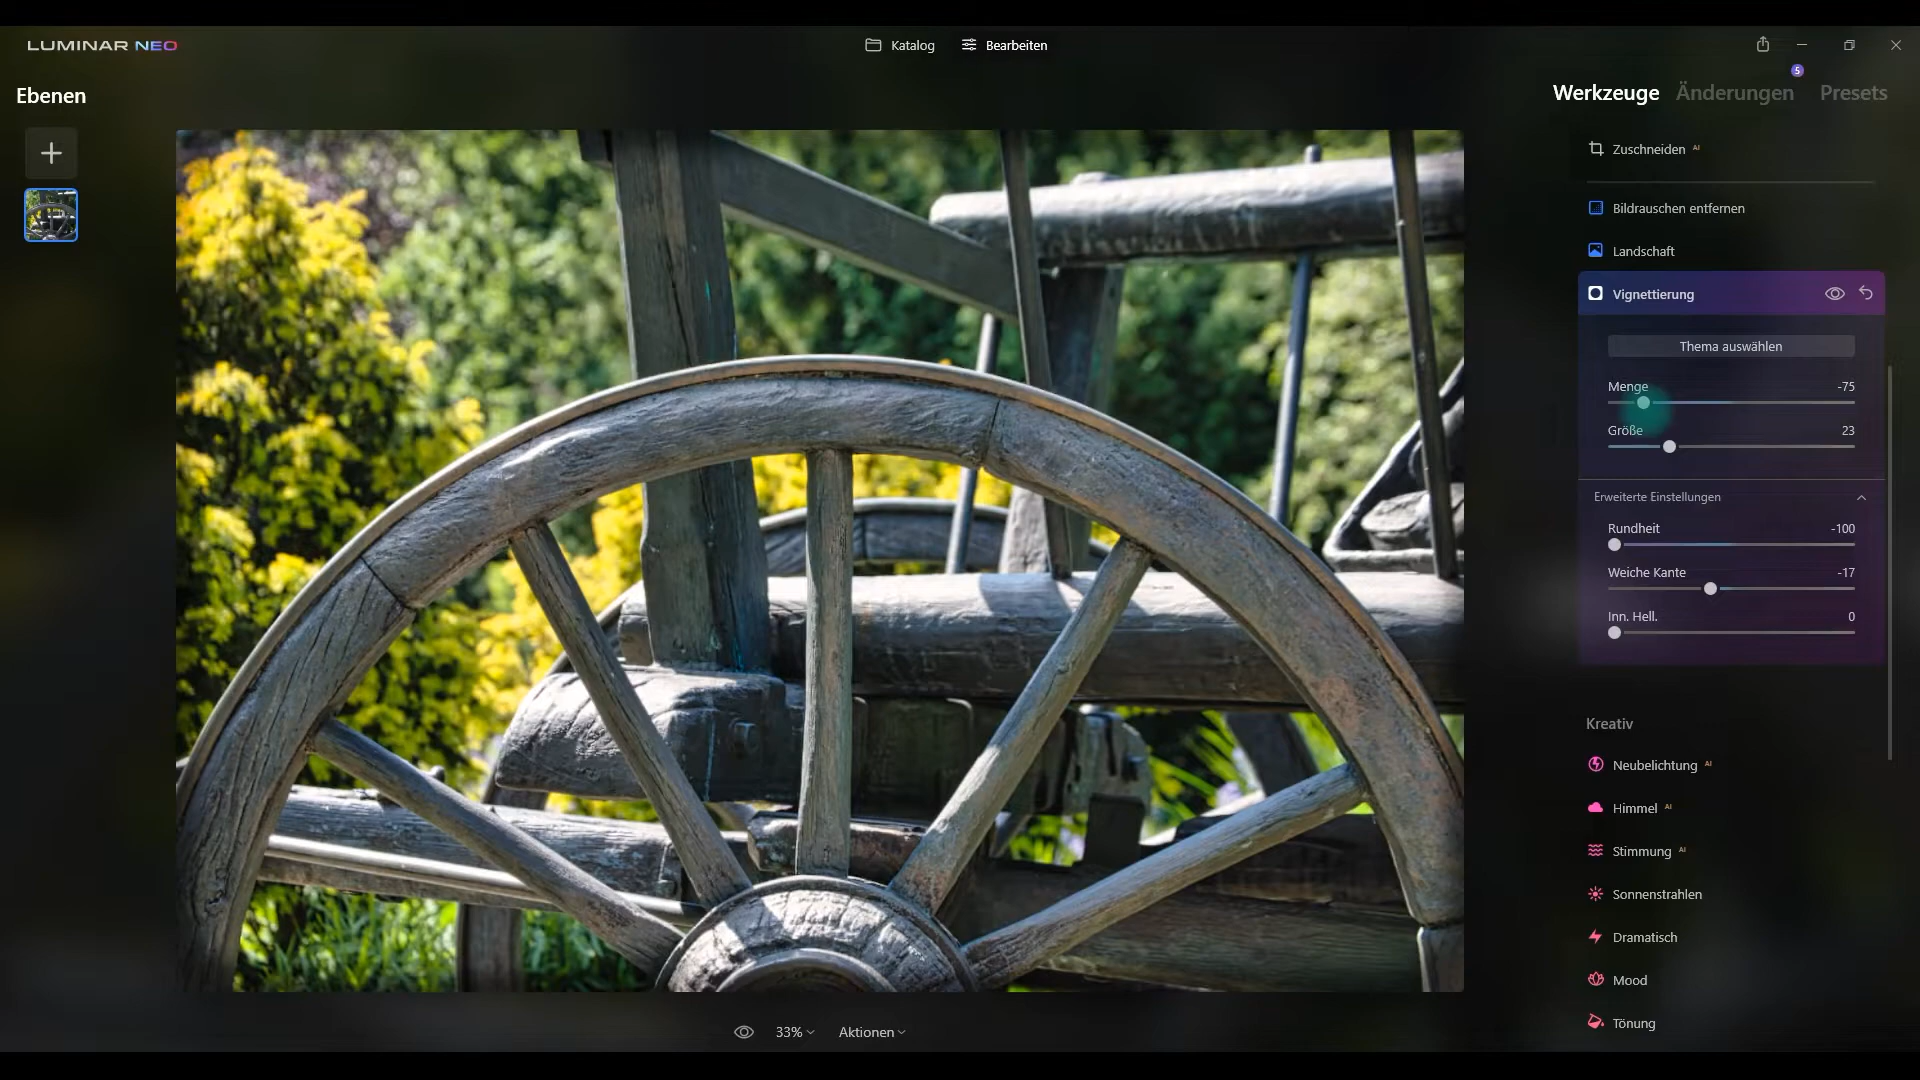 LUMINAR NEO
Katalog
Bearbeiten
5
Ebenen
Werkzeuge
Änderungen
Presets
Zuschneiden AI
Bildrauschen entfernen
Landschaft
Vignettierung
Thema auswählen
Menge -75
Größe 23
Erweiterte Einstellungen
Rundheit -100
Weiche Kante -17
Inn. Hell. 0
Kreativ
Neubelichtung AI
Himmel AI
Stimmung AI
Sonnenstrahlen
Dramatisch
Mood
Tönung
33%
Aktionen